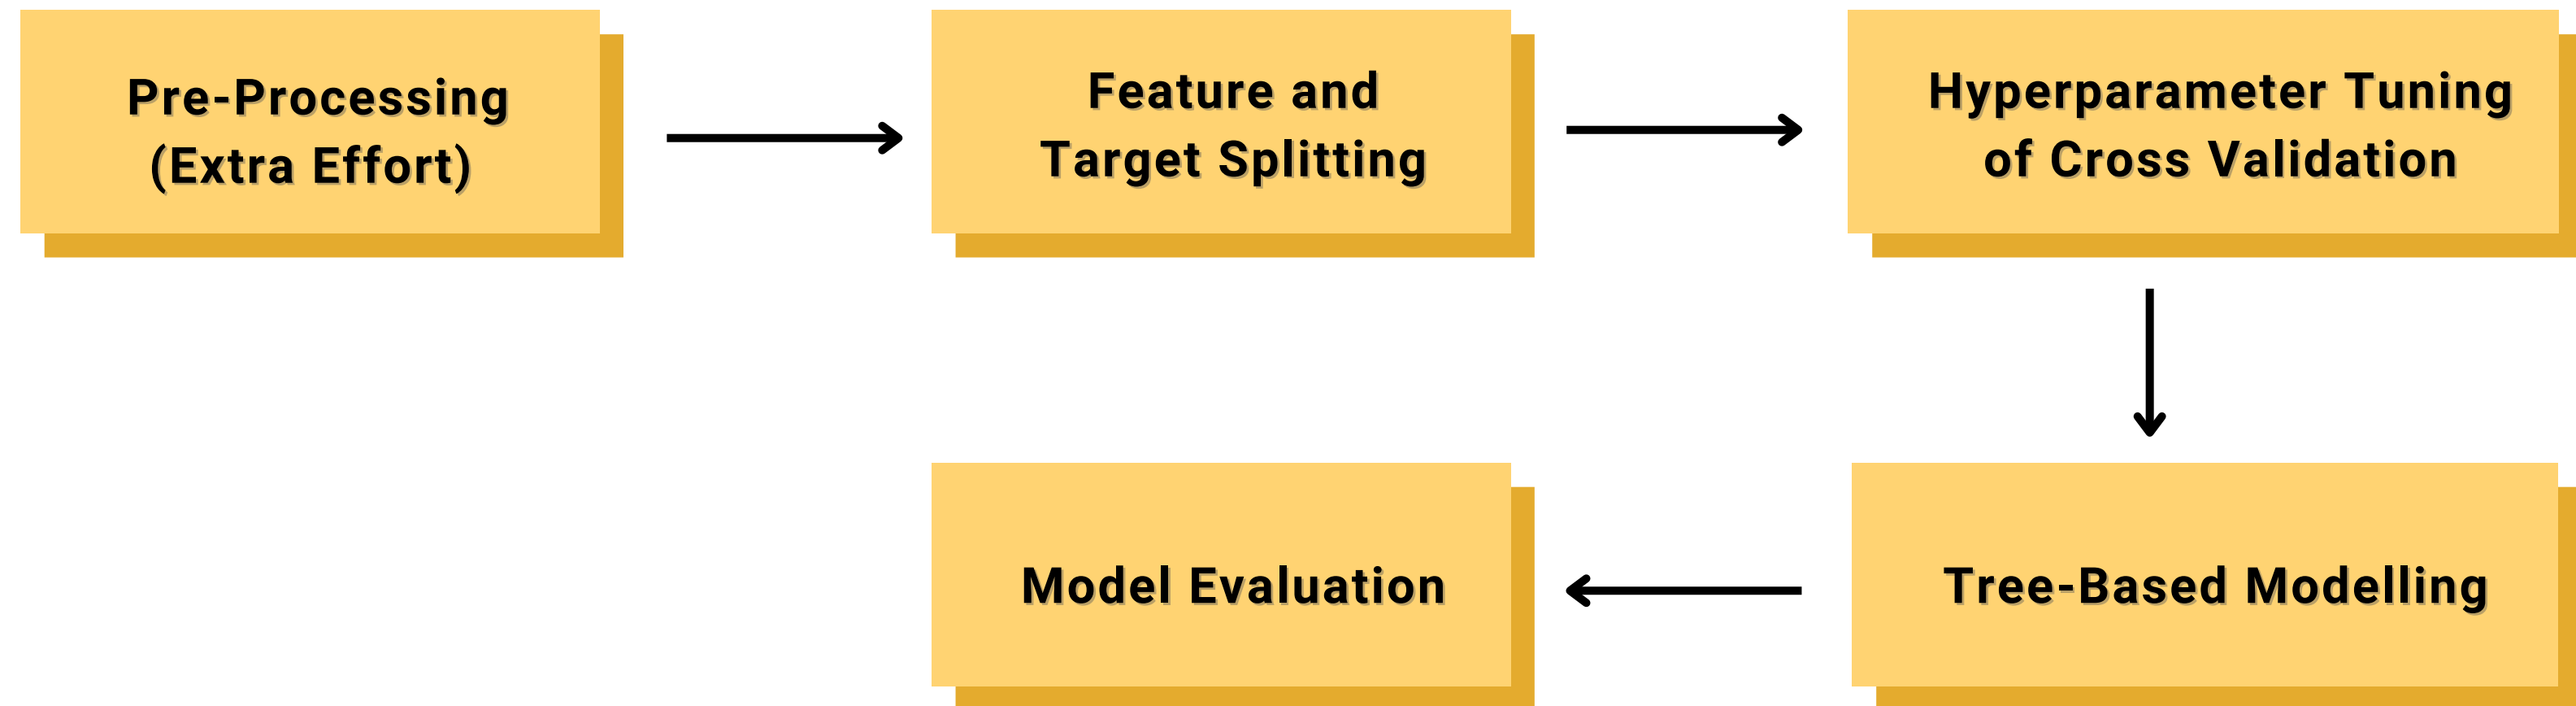 Pre-Processing
(Extra Effort)
Feature and
Target Splitting
Hyperparameter Tuning
of Cross Validation
Tree-Based Modelling
Model Evaluation